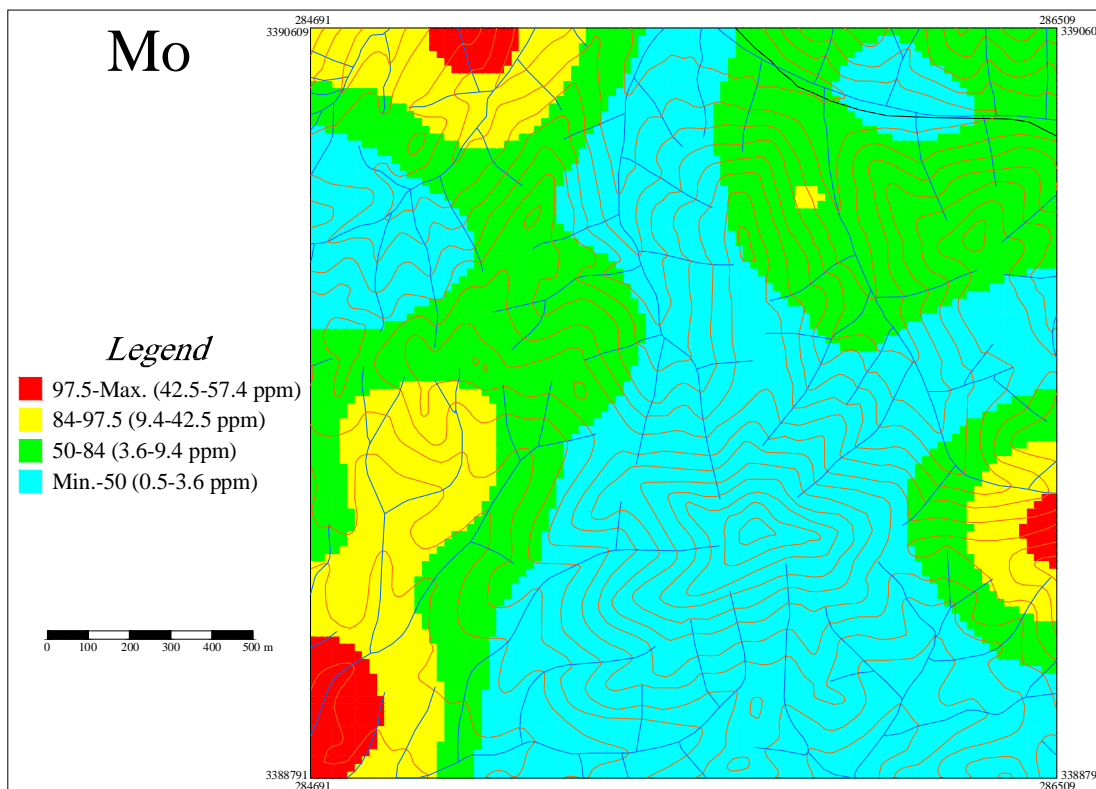 Mo
284691
286509
3390609
339060
Legend
97.5-Max. (42.5-57.4 ppm)
84-97.5 (9.4-42.5 ppm)
50-84 (3.6-9.4 ppm)
Min.-50 (0.5-3.6 ppm)
0 100 200 300 400 500 m
3388791
338879
284691
286509